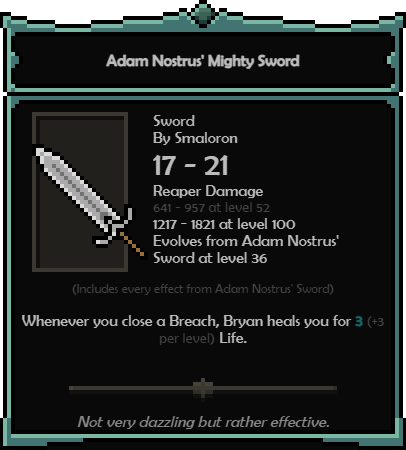 Adam Nostrus' Mighty Sword
Sword
By Smaloron
17 - 21
Reaper Damage
641 - 957 at level 52
1217 - 1821 at level 100
Evolves from Adam Nostrus'
Sword at level 36
(Includes every effect from Adam Nostrus' Sword)
Whenever you close a Breach, Bryan heals you for 3 (+3
per level) Life.
Not very dazzling but rather effective.